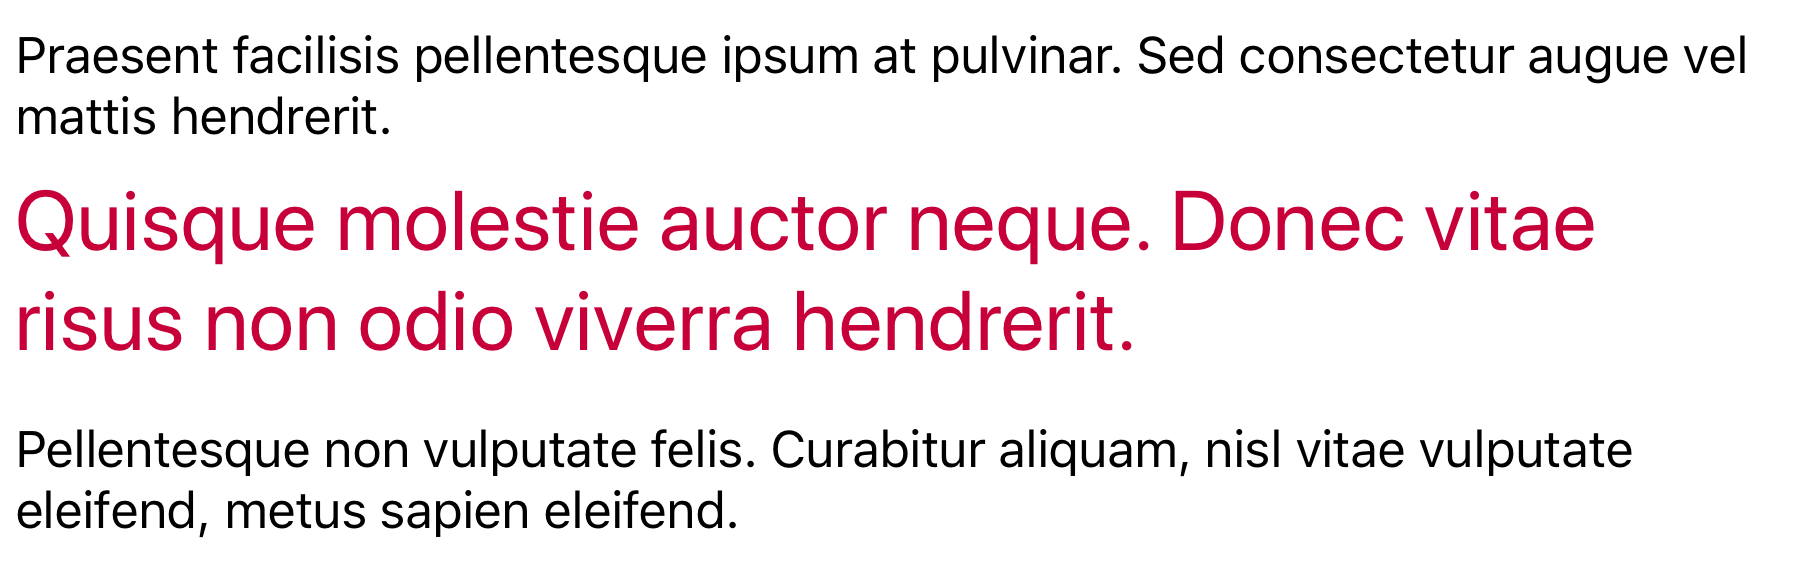 Praesent facilisis pellentesque ipsum at pulvinar. Sed consectetur augue vel
mattis hendrerit.
Quisque molestie auctor neque. Donec vitae
risus non odio viverra hendrerit.
Pellentesque non vulputate felis. Curabitur aliquam, nisl vitae vulputate
eleifend, metus sapien eleifend.